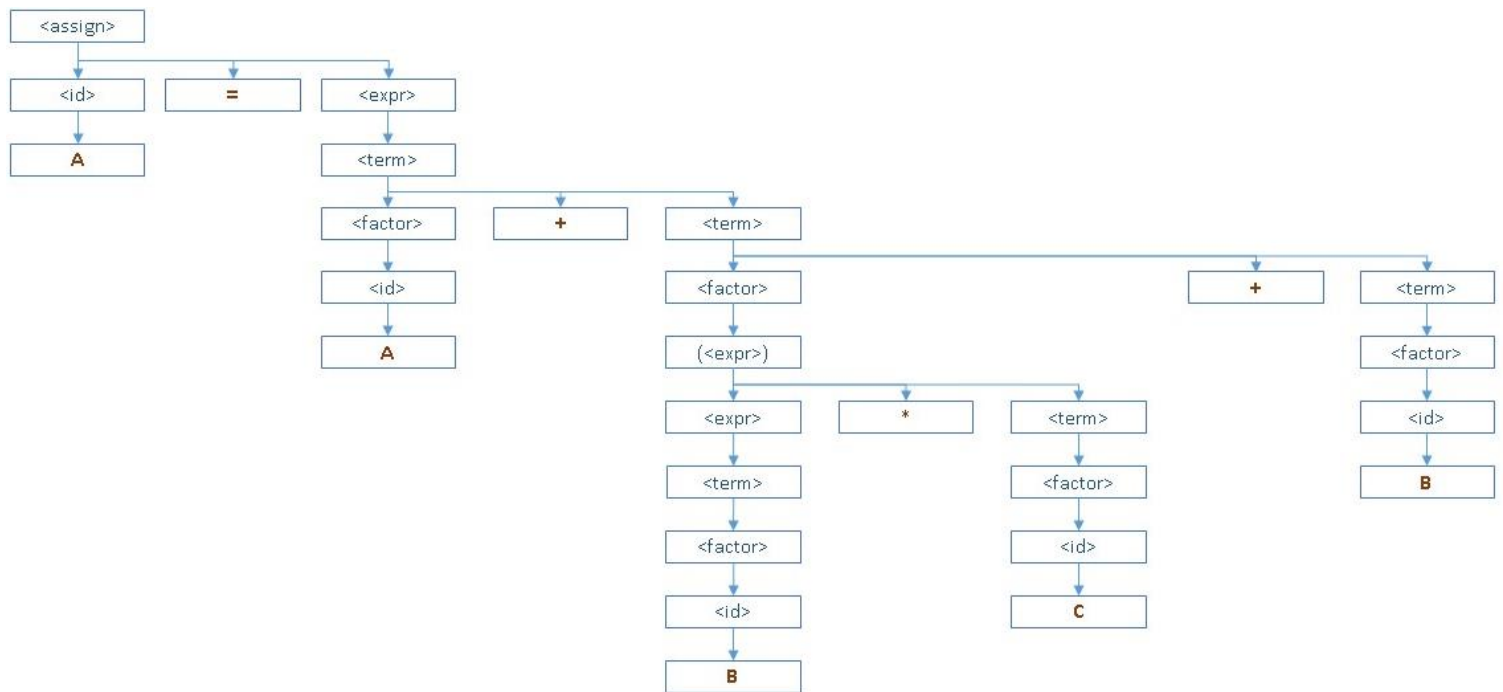 <assign>
<id> = <expr>
A <term>
<factor> + <term>
<id> <factor> + <term>
A (<expr>) <factor>
<expr> * <term> <id>
<term> <factor> B
<factor> <id>
<id> C
B